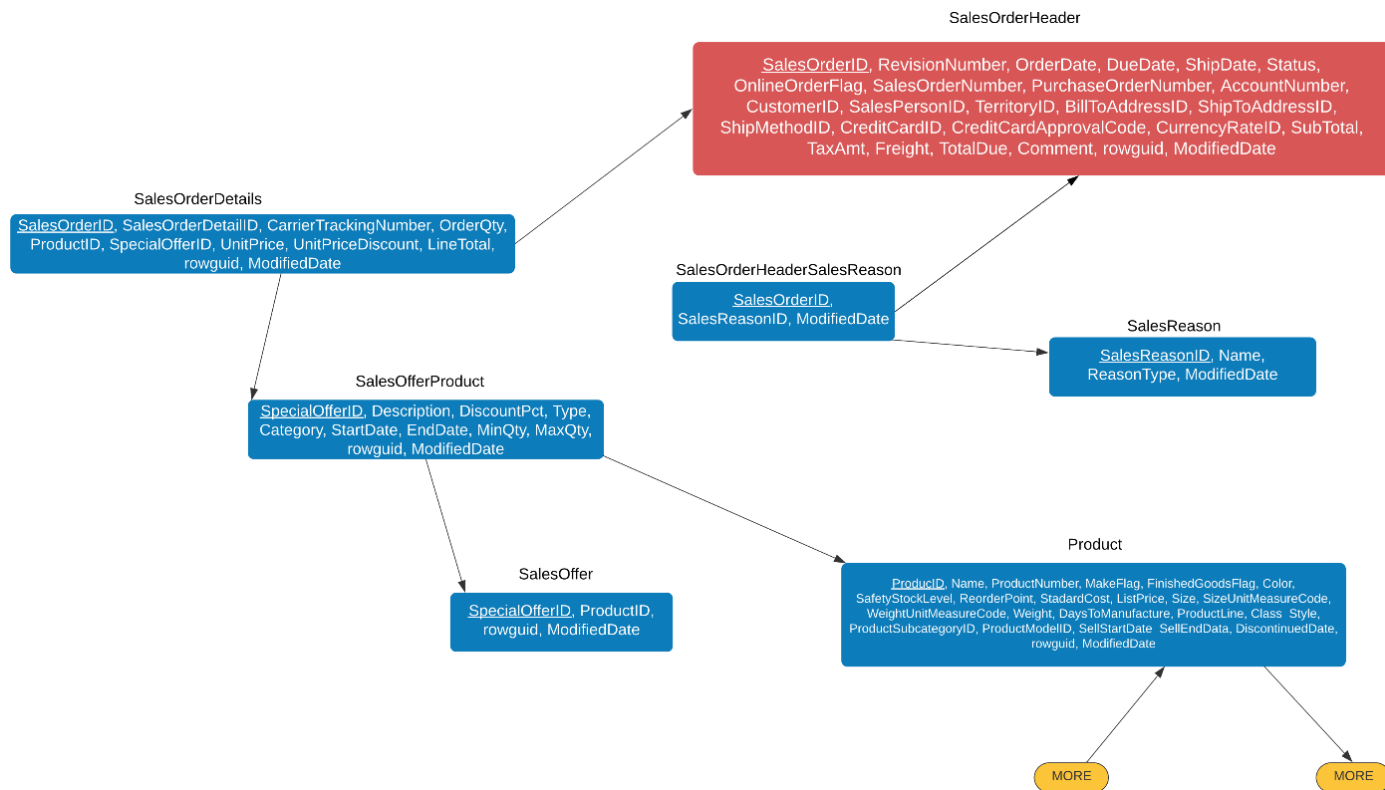 SalesOrderHeader
SalesOrderID, RevisionNumber, OrderDate, DueDate, ShipDate, Status,
OnlineOrderFlag, SalesOrderNumber, PurchaseOrderNumber, AccountNumber,
CustomerID, SalesPersonID, TerritoryID, BillToAddressID, ShipToAddressID,
ShipMethodID, CreditCardID, CreditCardApprovalCode, CurrencyRateID, SubTotal,
TaxAmt, Freight, TotalDue, Comment, rowguid, ModifiedDate
SalesOrderDetails
SalesOrderID, SalesOrderDetailID, CarrierTrackingNumber, OrderQty,
ProductID, SpecialOfferID, UnitPrice, UnitPriceDiscount, LineTotal,
rowguid, ModifiedDate
SalesOrderHeaderSalesReason
SalesOrderID,
SalesReasonID, ModifiedDate
SalesReason
SalesReasonID, Name,
ReasonType, ModifiedDate
SalesOfferProduct
SpecialOfferID, Description, DiscountPct, Type,
Category, StartDate, EndDate, MinQty, MaxQty,
rowguid, ModifiedDate
SalesOffer
SpecialOfferID, ProductID,
rowguid, ModifiedDate
Product
ProducID, Name, ProductNumber, MakeFlag, FinishedGoodsFlag, Color,
SafetyStockLevel, ReorderPoint, StadardCost, ListPrice, Size, SizeUnitMeasureCode,
WeightUnitMeasureCode, Weight, DaysToManufacture, ProductLine, Class Style,
ProductSubcategoryID, ProductModelID, SellStartDate SellEndData, DiscontinuedDate,
rowguid, ModifiedDate
MORE
MORE